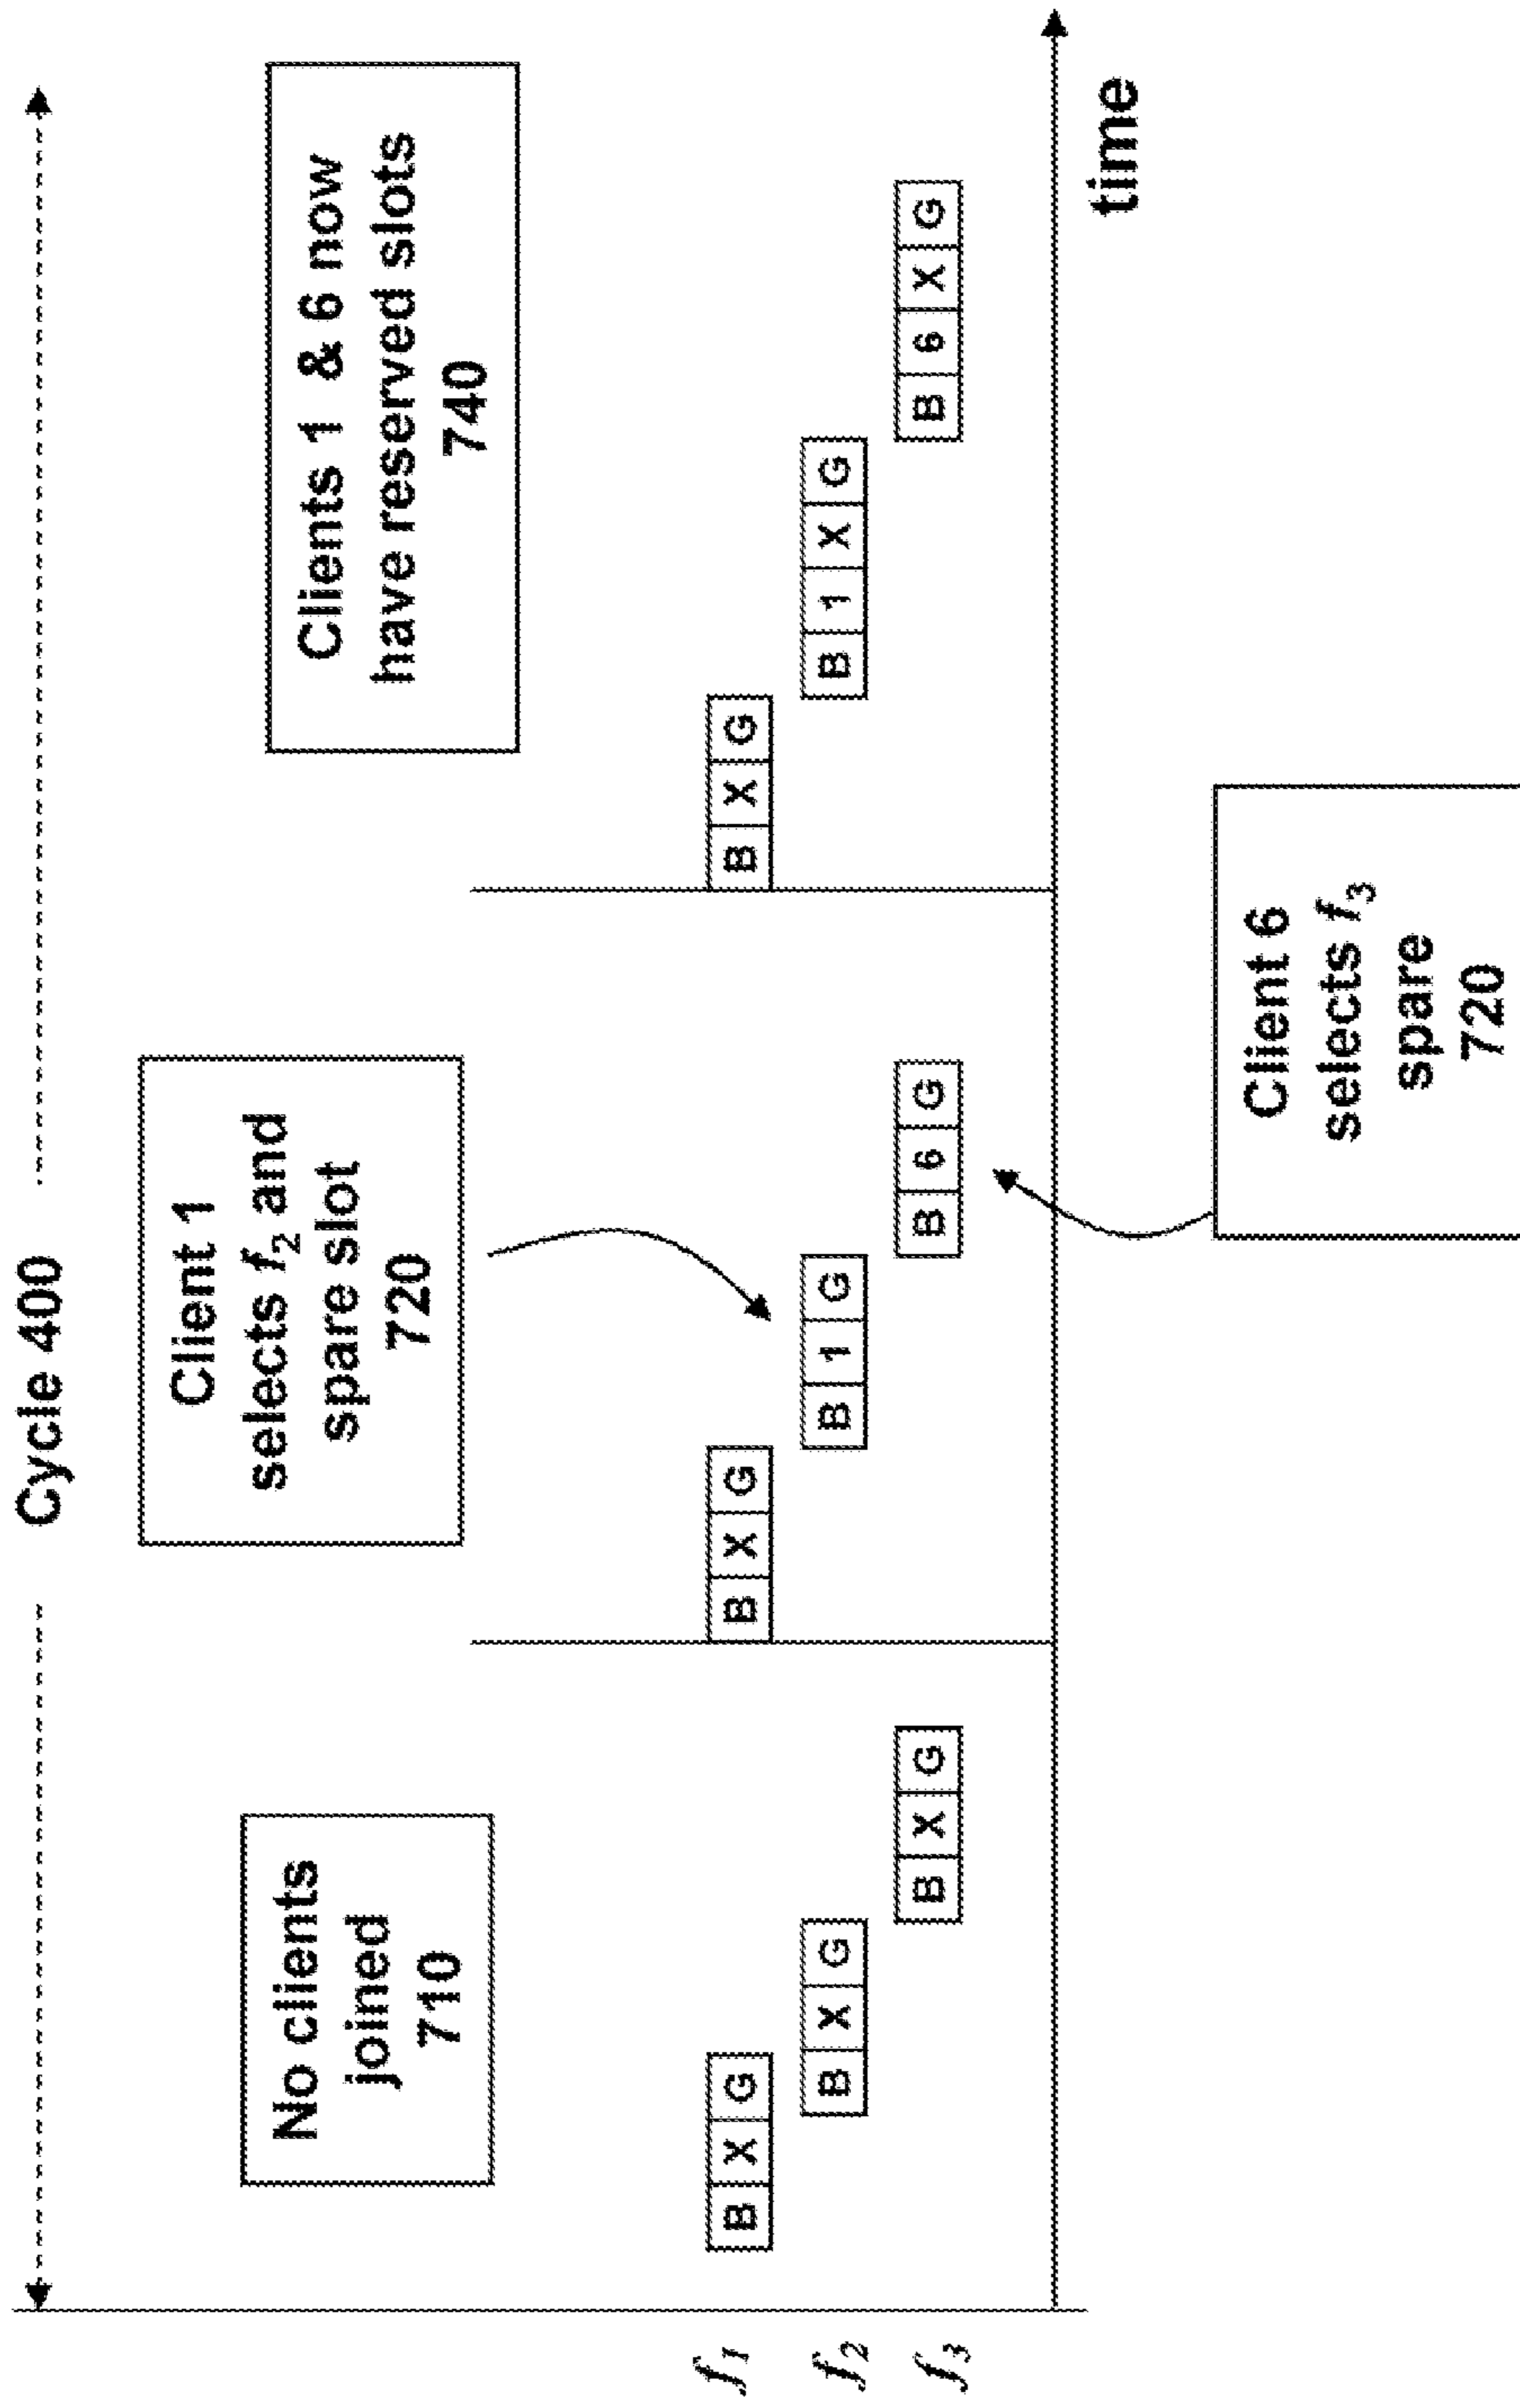 Cycle 400
No clients
joined
710
Client 1
selects f2 and
spare slot
720
Clients 1 & 6 now
have reserved slots
740
f1
B X G
B X G
B X G
f2
B X G
B 1 G
B 1 X G
f3
B X G
B 6 G
B 6 X G
time
Client 6
selects f3
spare
720